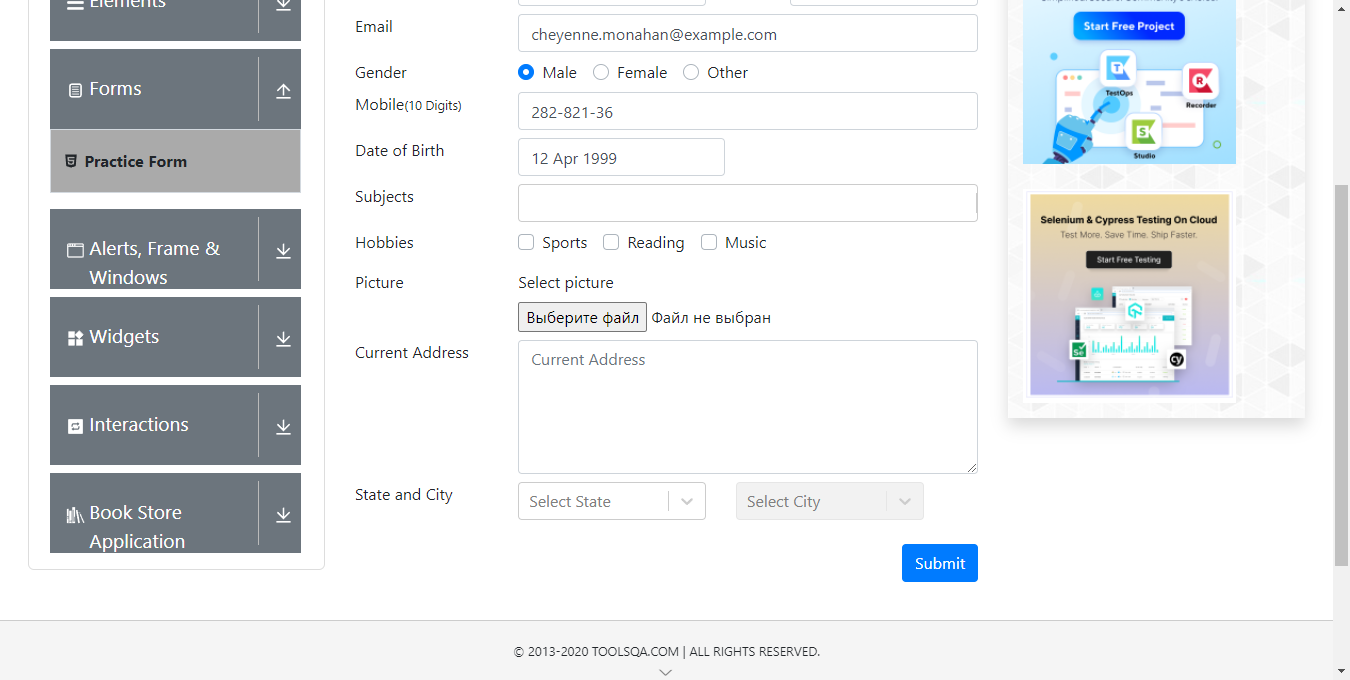 Elements
Forms
Practice Form
Alerts, Frame &
Windows
Widgets
Interactions
Book Store
Application
Email
cheyenne.monahan@example.com
Gender
Male
Female
Other
Mobile(10 Digits)
282-821-36
Date of Birth
12 Apr 1999
Subjects
Hobbies
Sports
Reading
Music
Picture
Select picture
Выберите файл Файл не выбран
Current Address
Current Address
State and City
Select State
Select City
Submit
Start Free Project
TestOps
Recorder
Studio
Selenium & Cypress Testing On Cloud
Test More. Save Time. Ship Faster.
Start Free Testing
Se
cy
© 2013-2020 TOOLSQA.COM | ALL RIGHTS RESERVED.